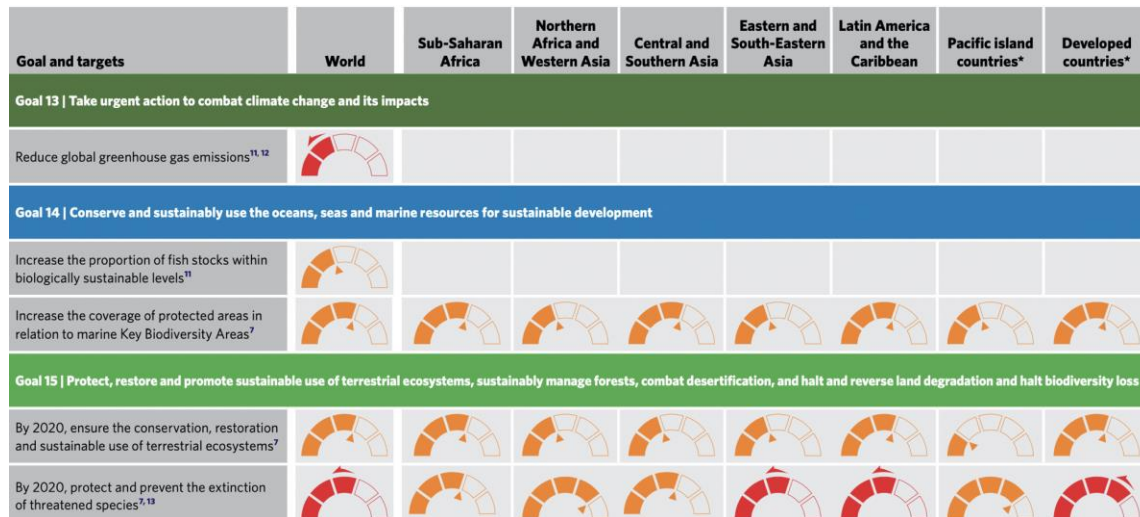 Goal and targets
World
Sub-Saharan
Africa
Northern
Africa and
Western Asia
Central and
Southern Asia
Eastern and
South-Eastern
Asia
Latin America
and the
Caribbean
Pacific island
countries*
Developed
countries*
Goal 13 | Take urgent action to combat climate change and its impacts
Reduce global greenhouse gas emissions11, 12
Goal 14 | Conserve and sustainably use the oceans, seas and marine resources for sustainable development
Increase the proportion of fish stocks within
biologically sustainable levels11
Increase the coverage of protected areas in
relation to marine Key Biodiversity Areas7
Goal 15 | Protect, restore and promote sustainable use of terrestrial ecosystems, sustainably manage forests, combat desertification, and halt and reverse land degradation and halt biodiversity loss
By 2020, ensure the conservation, restoration
and sustainable use of terrestrial ecosystems7
By 2020, protect and prevent the extinction
of threatened species7, 13